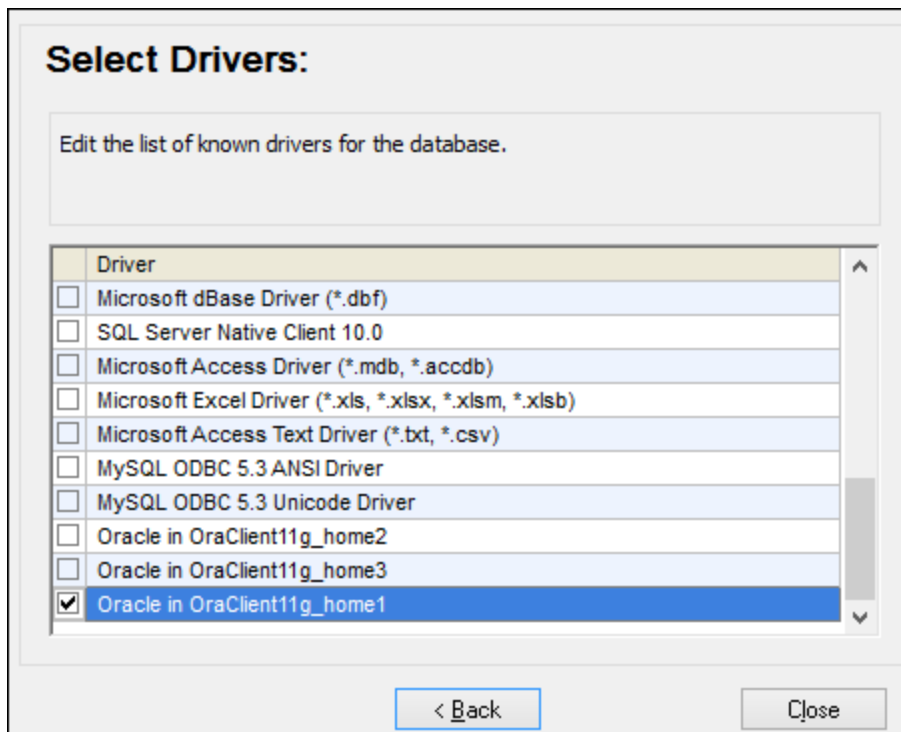 Select Drivers:
Edit the list of known drivers for the database.
Driver
Microsoft dBase Driver (*.dbf)
SQL Server Native Client 10.0
Microsoft Access Driver (*.mdb, *.accdb)
Microsoft Excel Driver (*.xls, *.xlsx, *.xlsm, *.xlsb)
Microsoft Access Text Driver (*.txt, *.csv)
MySQL ODBC 5.3 ANSI Driver
MySQL ODBC 5.3 Unicode Driver
Oracle in OraClient11g_home2
Oracle in OraClient11g_home3
Oracle in OraClient11g_home1
< Back Close